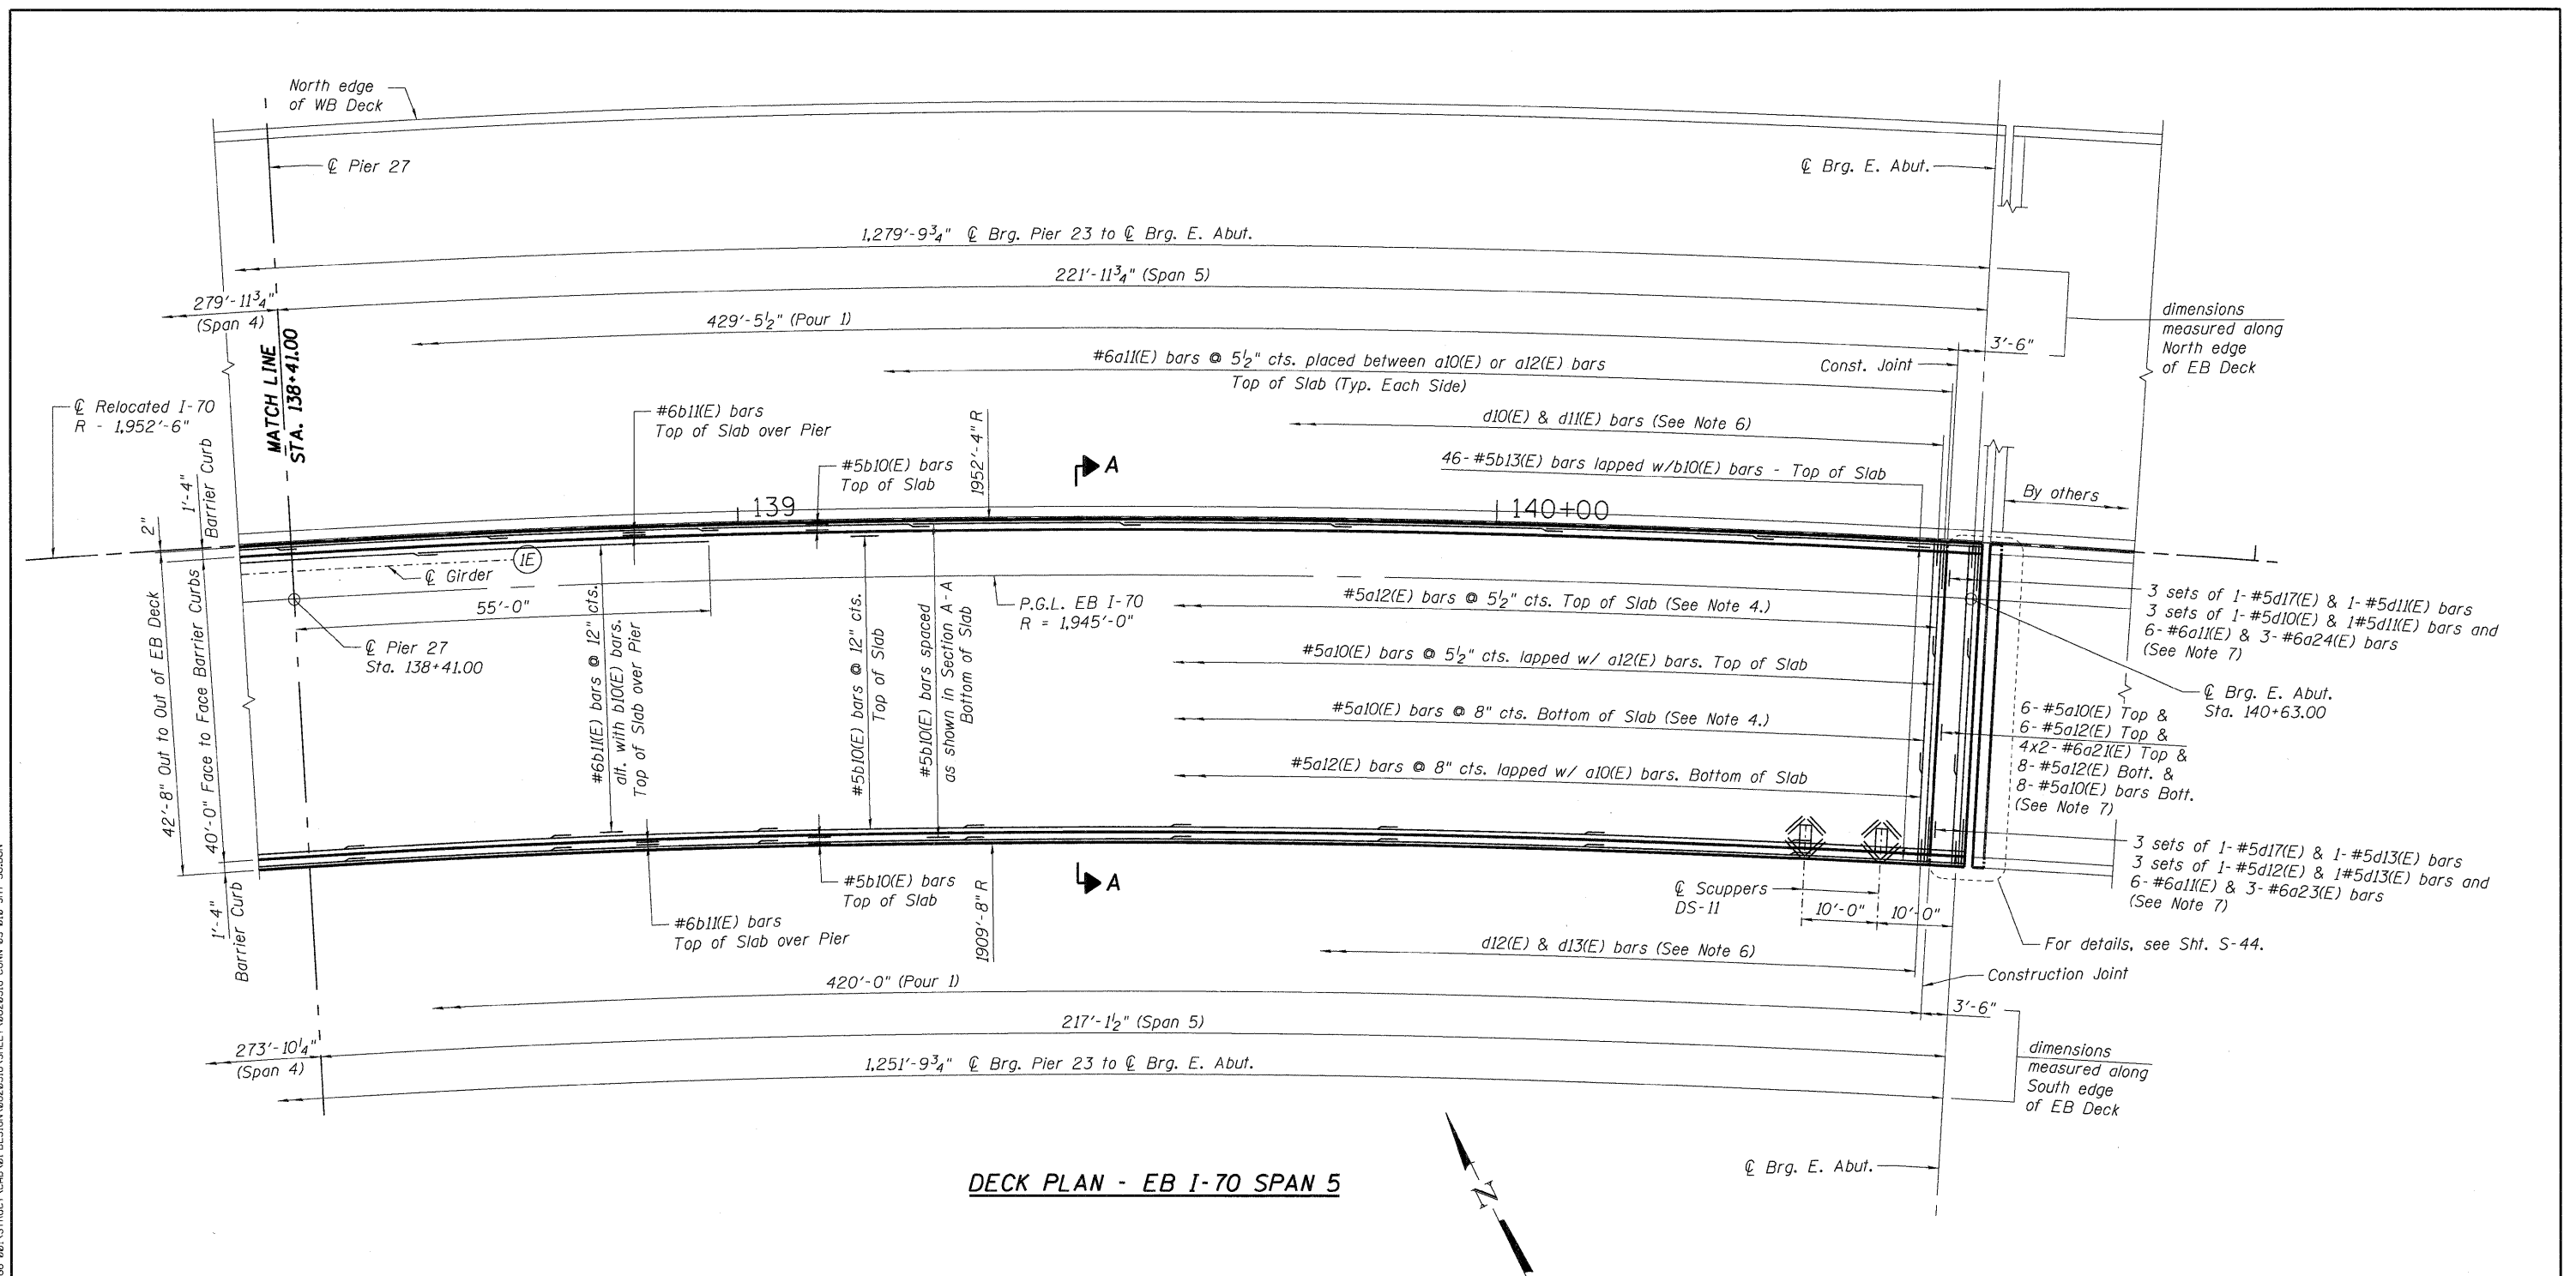 North edge
of WB Deck
℄ Pier 27
℄ Brg. E. Abut.
1,279'-9¾" ℄ Brg. Pier 23 to ℄ Brg. E. Abut.
221'-11¾" (Span 5)
279'-11¾"
(Span 4)
429'-5½" (Pour 1)
dimensions
measured along
North edge
of EB Deck
3'-6"
#6a11(E) bars @ 5½" cts. placed between a10(E) or a12(E) bars
Top of Slab (Typ. Each Side)
Const. Joint
MATCH LINE
STA. 138+41.00
℄ Relocated I-70
R - 1,952'-6"
#6b11(E) bars
Top of Slab over Pier
d10(E) & d11(E) bars (See Note 6)
1952'-4" R
A
#5b10(E) bars
Top of Slab
46-#5b13(E) bars lapped w/b10(E) bars - Top of Slab
1'-4"
Barrier Curb
2"
By others
139
140+00
1E
℄ Girder
55'-0"
P.G.L. EB I-70
R = 1,945'-0"
#5a12(E) bars @ 5½" cts. Top of Slab (See Note 4.)
3 sets of 1-#5d17(E) & 1-#5d11(E) bars
3 sets of 1-#5d10(E) & 1#5d11(E) bars and
6-#6a11(E) & 3-#6a24(E) bars
(See Note 7)
℄ Pier 27
Sta. 138+41.00
#5a10(E) bars @ 5½" cts. lapped w/ a12(E) bars. Top of Slab
℄ Brg. E. Abut.
Sta. 140+63.00
42'-8" Out to Out of EB Deck
40'-0" Face to Face Barrier Curbs
#6b11(E) bars @ 12" cts.
alt. with b10(E) bars.
Top of Slab over Pier
#5b10(E) bars @ 12" cts.
Top of Slab
#5b10(E) bars spaced
as shown in Section A-A
Bottom of Slab
#5a10(E) bars @ 8" cts. Bottom of Slab (See Note 4.)
6-#5a10(E) Top &
6-#5a12(E) Top &
4x2-#6a21(E) Top &
8-#5a12(E) Bott. &
8-#5a10(E) bars Bott.
(See Note 7)
#5a12(E) bars @ 8" cts. lapped w/ a10(E) bars. Bottom of Slab
3 sets of 1-#5d17(E) & 1-#5d13(E) bars
3 sets of 1-#5d12(E) & 1#5d13(E) bars and
6-#6a11(E) & 3-#6a23(E) bars
(See Note 7)
1'-4"
Barrier Curb
#5b10(E) bars
Top of Slab
A
℄ Scuppers
DS-11
10'-0"
10'-0"
#6b11(E) bars
Top of Slab over Pier
1909'-8" R
d12(E) & d13(E) bars (See Note 6)
For details, see Sht. S-44.
Construction Joint
420'-0" (Pour 1)
3'-6"
217'-1½" (Span 5)
273'-10¼"
(Span 4)
1,251'-9¾" ℄ Brg. Pier 23 to ℄ Brg. E. Abut.
dimensions
measured along
South edge
of EB Deck
℄ Brg. E. Abut.
DECK PLAN - EB I-70 SPAN 5
N